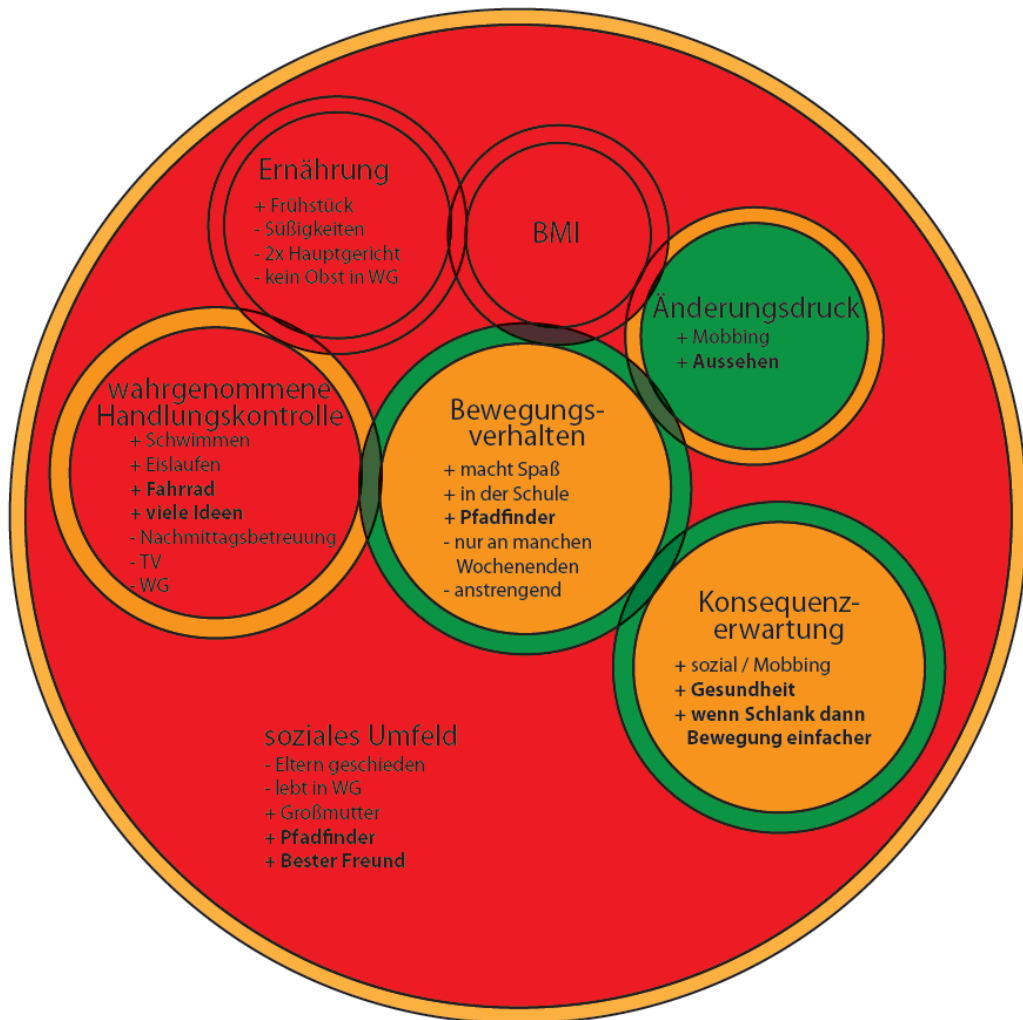 Ernährung
+ Frühstück
- Süßigkeiten
- 2x Hauptgericht
- kein Obst in WG
BMI
Änderungsdruck
+ Mobbing
+ Aussehen
wahrgenommene
Handlungskontrolle
+ Schwimmen
+ Eislaufen
+ Fahrrad
+ viele Ideen
- Nachmittagsbetreuung
- TV
- WG
Bewegungs-
verhalten
+ macht Spaß
+ in der Schule
+ Pfadfinder
- nur an manchen
Wochenenden
- anstrengend
Konsequenz-
erwartung
+ sozial / Mobbing
+ Gesundheit
+ wenn Schlank dann
Bewegung einfacher
soziales Umfeld
- Eltern geschieden
- lebt in WG
+ Großmutter
+ Pfadfinder
+ Bester Freund